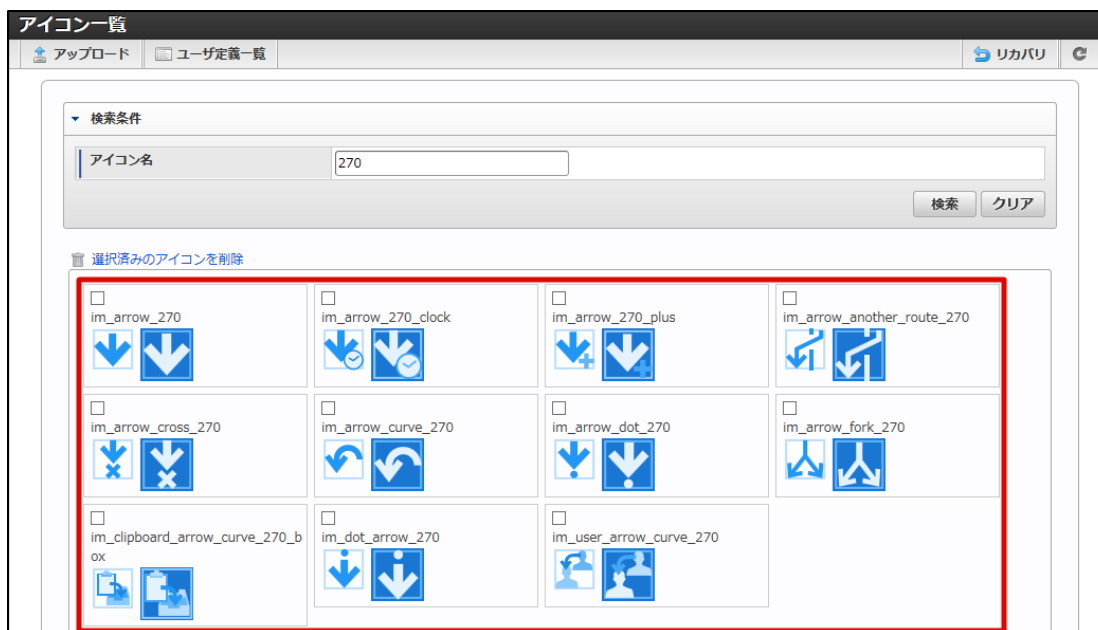 アイコン一覧
アップロード ユーザ定義一覧 リカバリ
検索条件
アイコン名 270
検索 クリア
選択済みのアイコンを削除
im_arrow_270 im_arrow_270_clock im_arrow_270_plus im_arrow_another_route_270
im_arrow_cross_270 im_arrow_curve_270 im_arrow_dot_270 im_arrow_fork_270
im_clipboard_arrow_curve_270_b im_dot_arrow_270 im_user_arrow_curve_270
ox